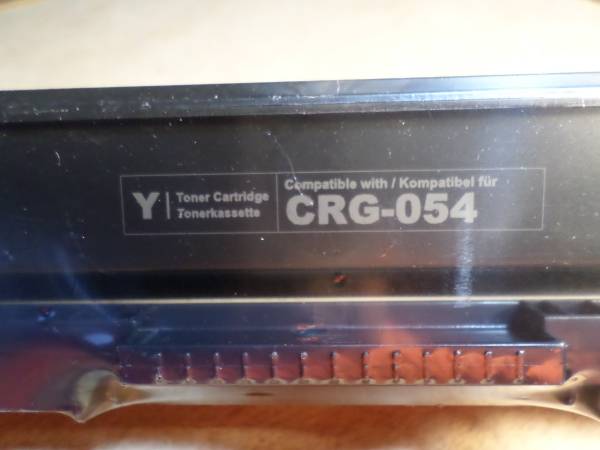 Y
Toner Cartridge
Tonerkassette
Compatible with / Kompatibel für
CRG-054